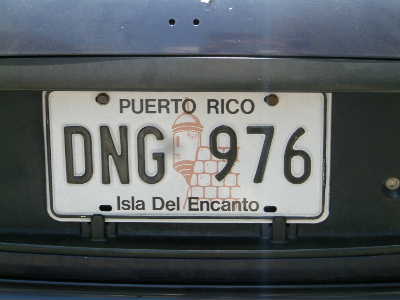 PUERTO RICO
DNG 976
Isla Del Encanto